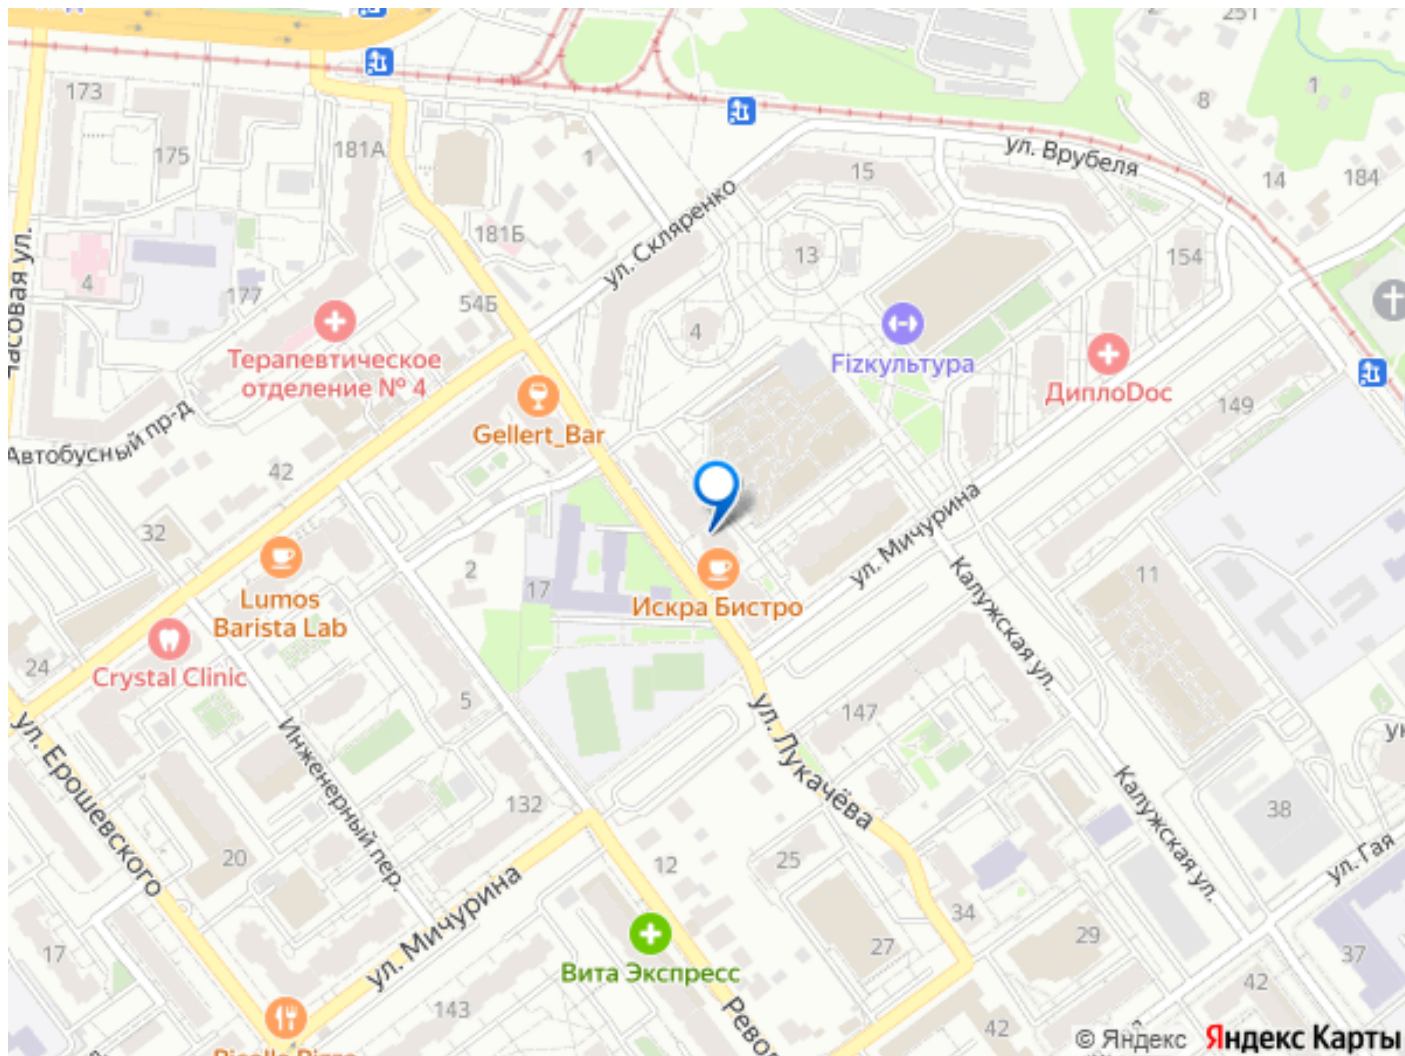 251
173
1
8
175
181А
1
15
ул. Врубеля
14
184
ул. Скляренко
181Б
13
154
4
177
54Б
4
часовая ул.
Терапевтическое
отделение № 4
Fizкультура
ДиплоDoc
149
Автобусный пр-д
Gellert_Bar
42
32
ул. Мичурина
2
17
Lumos
Barista Lab
Искра Бистро
Калужская ул.
11
24
Crystal Clinic
5
147
ул. Ерошевского
Инженерный пер.
ул. Лукачёва
Калужская ул.
132
38
20
12
25
ул. Гая
ул. Мичурина
34
17
27
29
37
Вита Экспресс
143
42
42
© Яндекс Яндекс Карты